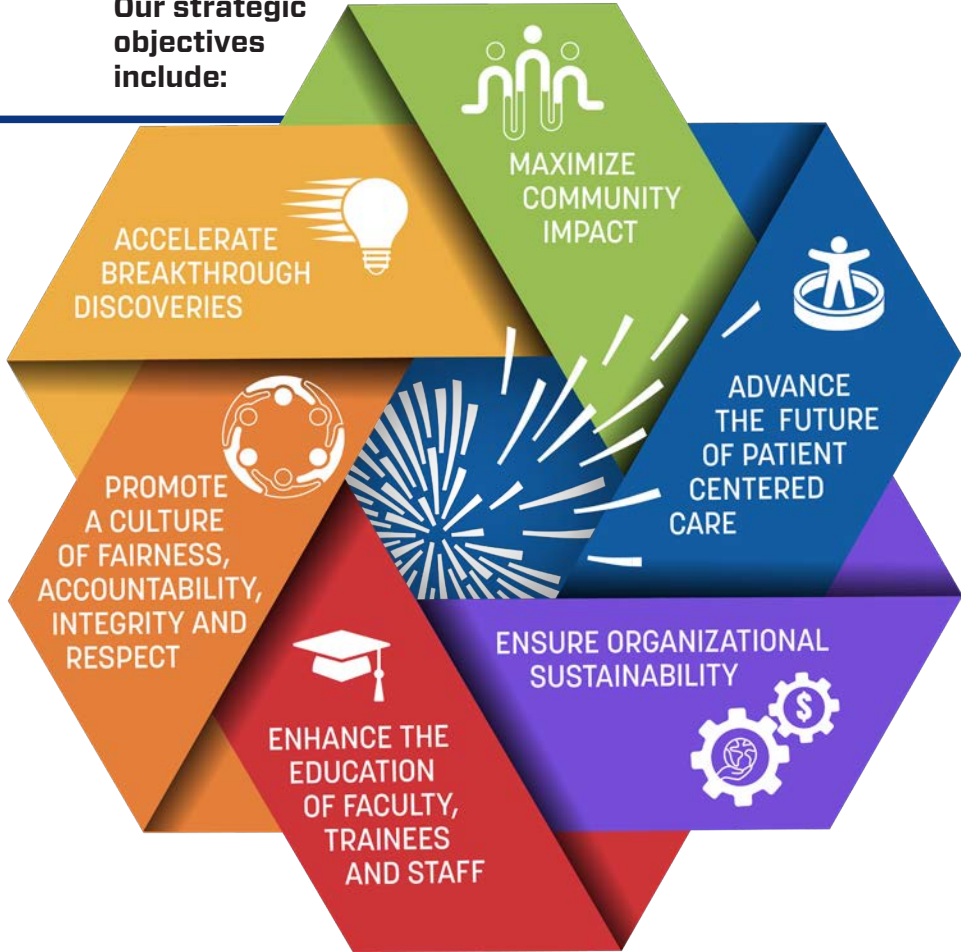 Our strategic
objectives
include:
MAXIMIZE
COMMUNITY
IMPACT
ACCELERATE
BREAKTHROUGH
DISCOVERIES
ADVANCE
THE FUTURE
OF PATIENT
CENTERED
CARE
PROMOTE
A CULTURE
OF FAIRNESS,
ACCOUNTABILITY,
INTEGRITY AND
RESPECT
ENSURE ORGANIZATIONAL
SUSTAINABILITY
$
ENHANCE THE
EDUCATION
OF FACULTY,
TRAINEES
AND STAFF